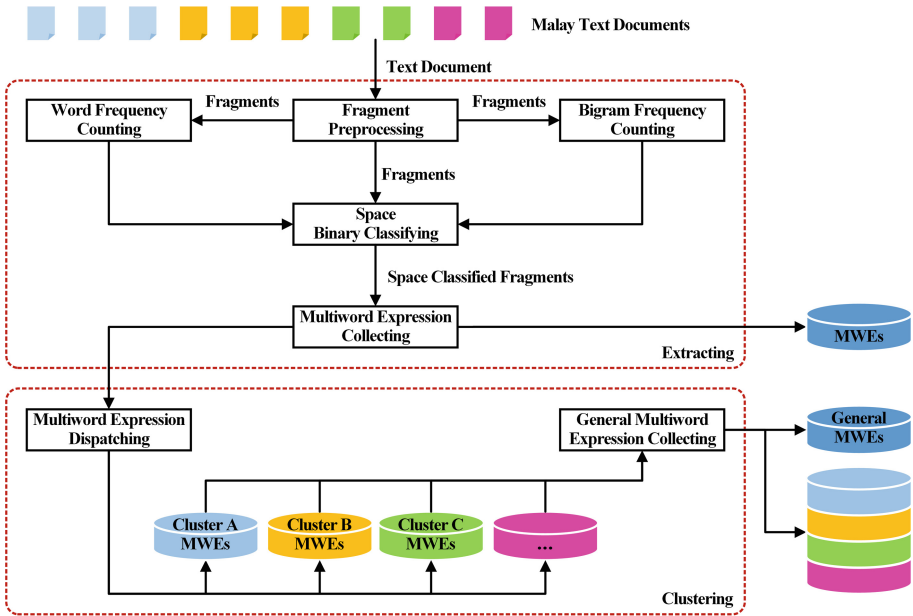 Malay Text Documents
Text Document
Word Frequency
Counting
Fragments
Fragment
Preprocessing
Fragments
Bigram Frequency
Counting
Fragments
Space
Binary Classifying
Space Classified Fragments
Multiword Expression
Collecting
MWEs
Extracting
Multiword Expression
Dispatching
General Multiword
Expression Collecting
General
MWEs
Cluster A
MWEs
Cluster B
MWEs
Cluster C
MWEs
...
Clustering